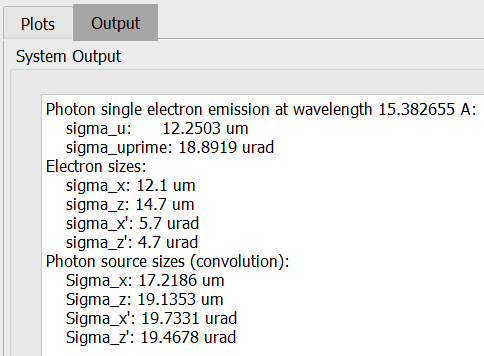 Plots Output
System Output
Photon single electron emission at wavelength 15.382655 A:
sigma_u: 12.2503 um
sigma_uprime: 18.8919 urad
Electron sizes:
sigma_x: 12.1 um
sigma_z: 14.7 um
sigma_x': 5.7 urad
sigma_z': 4.7 urad
Photon source sizes (convolution):
Sigma_x: 17.2186 um
Sigma_z: 19.1353 um
Sigma_x': 19.7331 urad
Sigma_z': 19.4678 urad